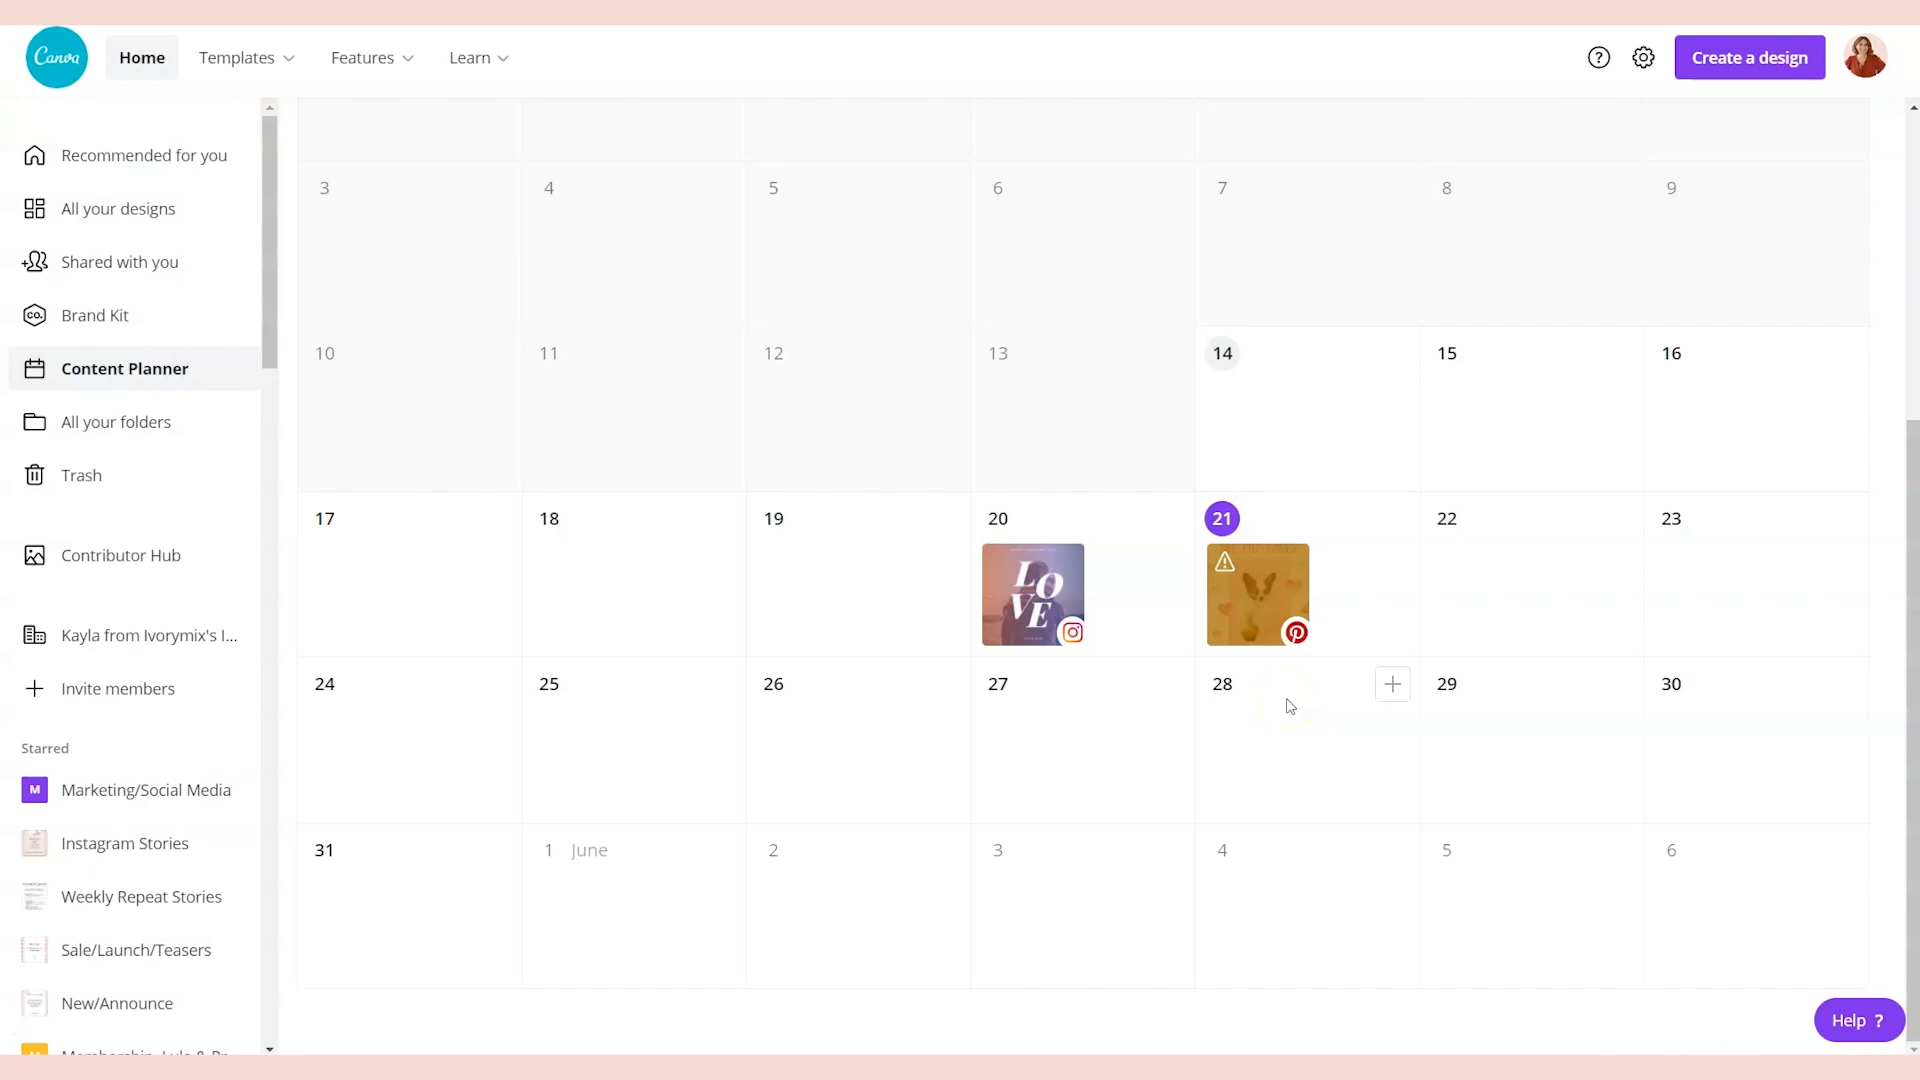 Canva
Home
Templates
Features
Learn
?
Create a design
Recommended for you
All your designs
Shared with you
CO.
Brand Kit
Content Planner
All your folders
Trash
Contributor Hub
Kayla from Ivorymix's I...
Invite members
Starred
M
Marketing/Social Media
Instagram Stories
Weekly Repeat Stories
Sale/Launch/Teasers
New/Announce
3 4 5 6 7 8 9
10 11 12 13 14 15 16
17 18 19 20 21 22 23
LOVE
24 25 26 27 28 29 30
31 1 June 2 3 4 5 6
Help ?